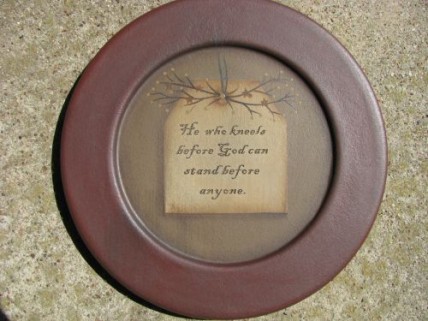 He who kneels
before God can
stand before
anyone.